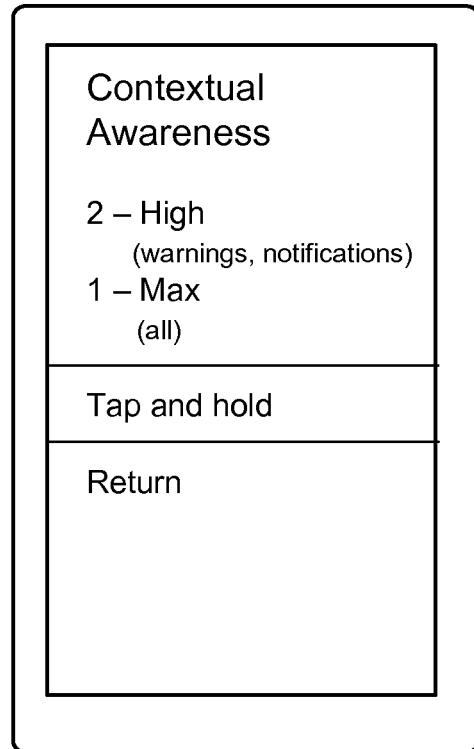 Contextual
Awareness
2 – High
(warnings, notifications)
1 – Max
(all)
Tap and hold
Return